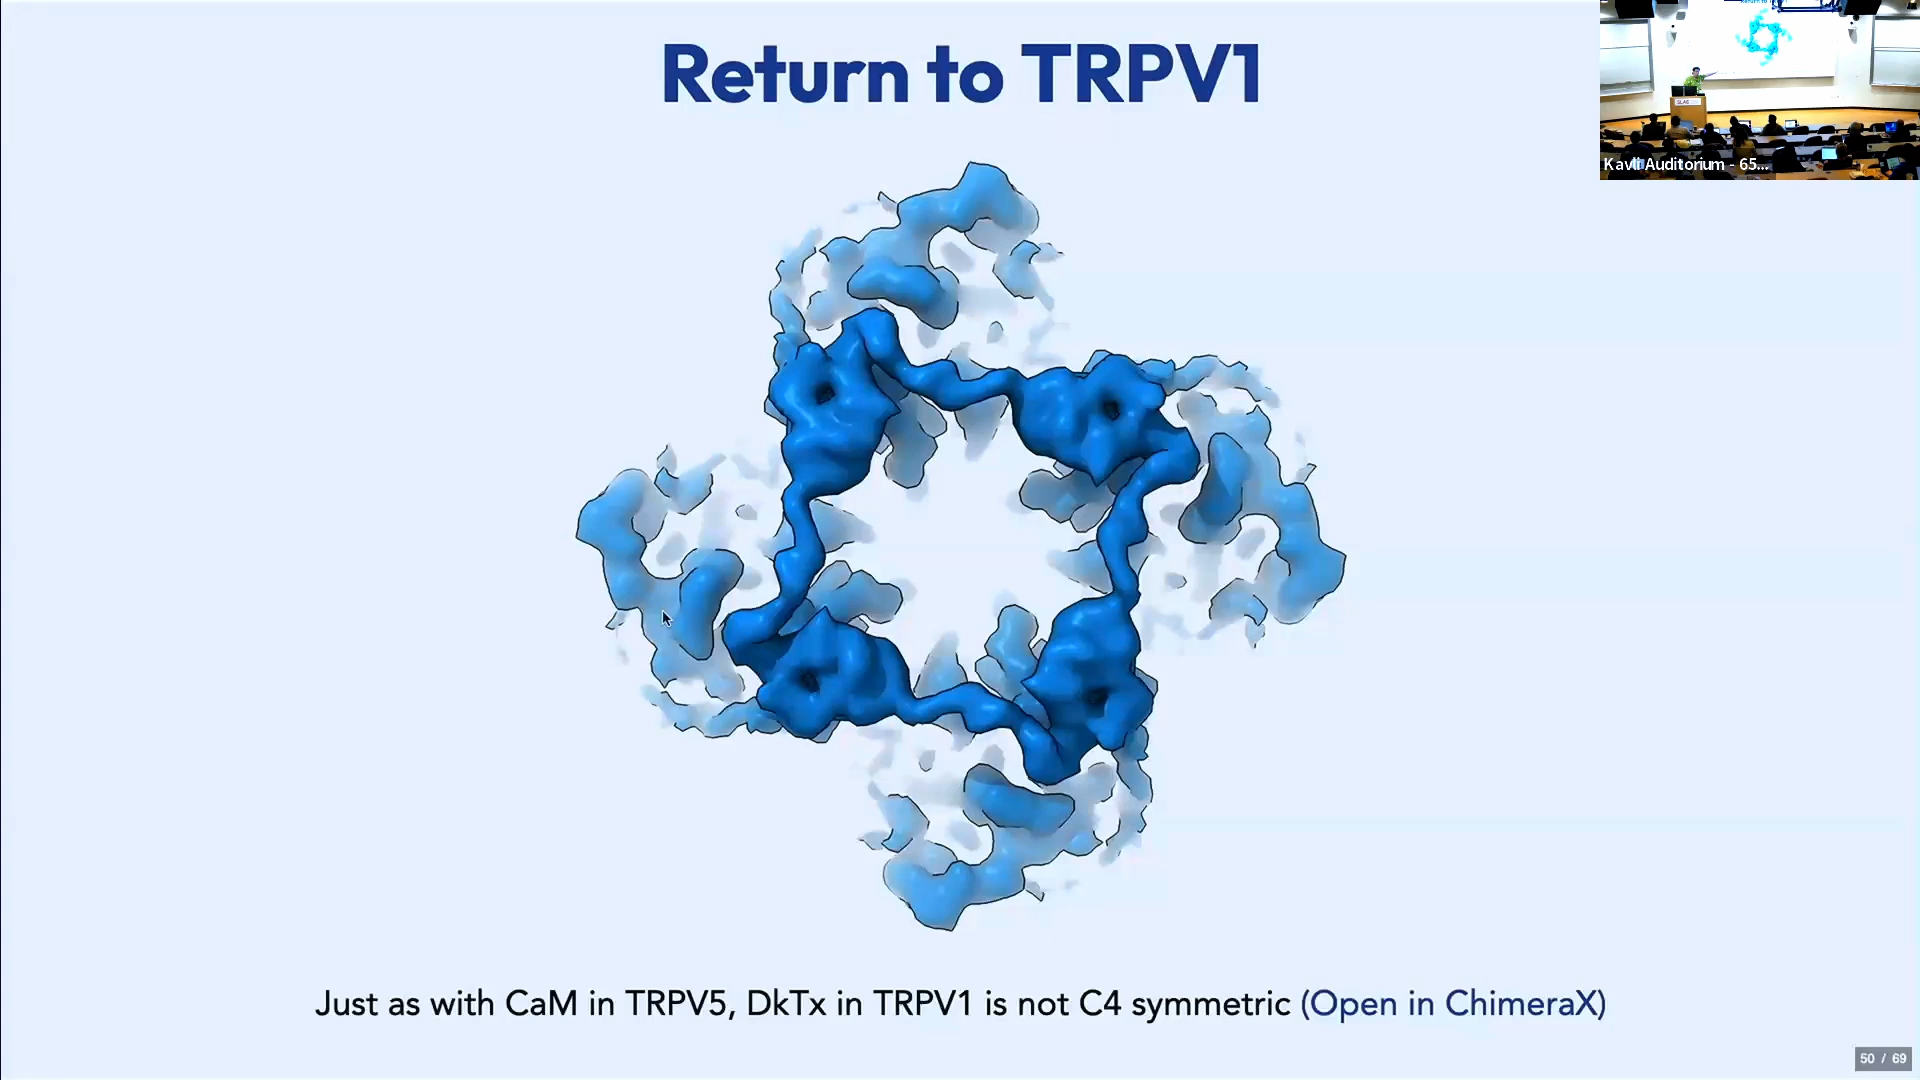 Return to TRPV1
Kavli Auditorium - 65...
Just as with CaM in TRPV5, DkTx in TRPV1 is not C4 symmetric (Open in ChimeraX)
50 / 69